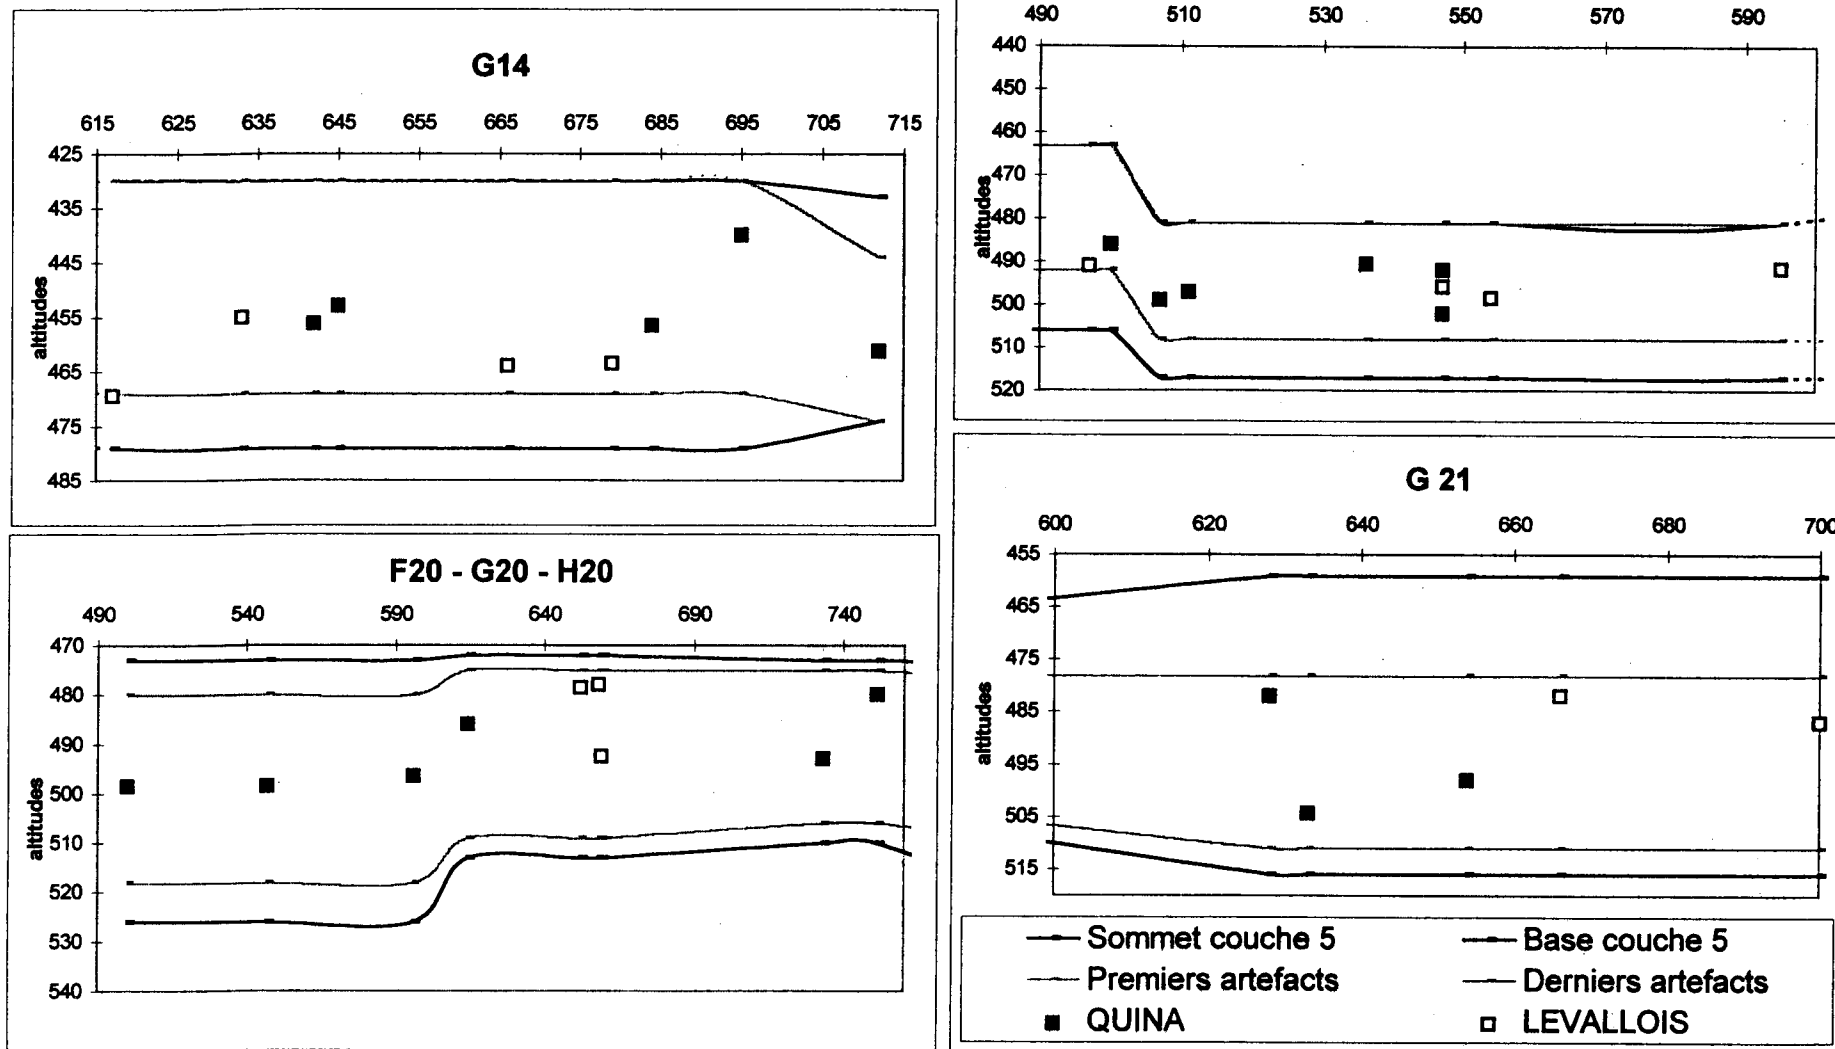 G14
615 625 635 645 655 665 675 685 695 705 715
425
435
445
455
465
475
485
altitudes
490 510 530 550 570 590
440
450
460
470
480
490
500
510
520
altitudes
F20 - G20 - H20
490 540 590 640 690 740
470
480
490
500
510
520
530
540
altitudes
G 21
600 620 640 660 680 700
455
465
475
485
495
505
515
altitudes
Sommet couche 5 Base couche 5
Premiers artefacts Derniers artefacts
QUINA LEVALLOIS